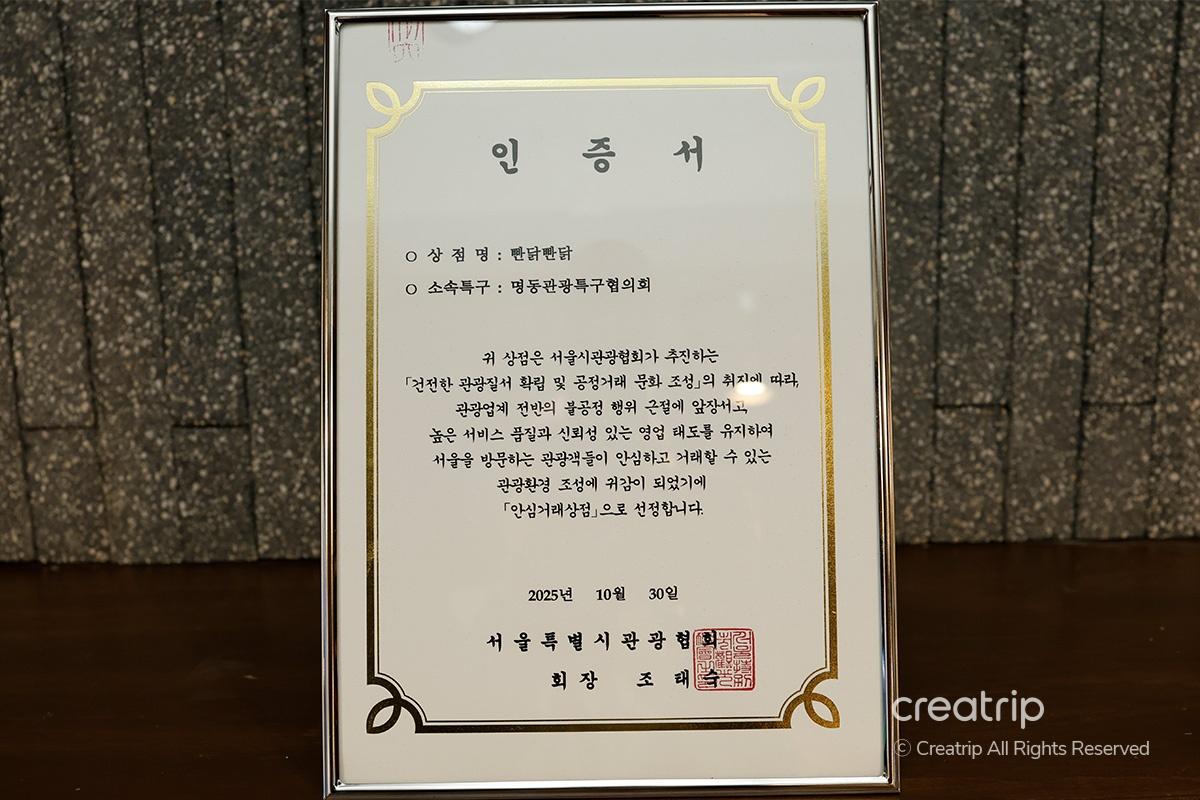 인 증 서
○ 상 점 명 : 빤닭빤닭
○ 소속특구 : 명동관광특구협의회
귀 상점은 서울시관광협회가 추진하는
「건전한 관광질서 확립 및 공정거래 문화 조성」의 취지에 따라,
관광업계 전반의 불공정 행위 근절에 앞장서고,
높은 서비스 품질과 신뢰성 있는 영업 태도를 유지하여
서울을 방문하는 관광객들이 안심하고 거래할 수 있는
관광환경 조성에 귀감이 되었기에
「안심거래상점」으로 선정합니다.
2025년 10월 30일
서울특별시관광협회
회장 조태숙
creatrip
© Creatrip All Rights Reserved